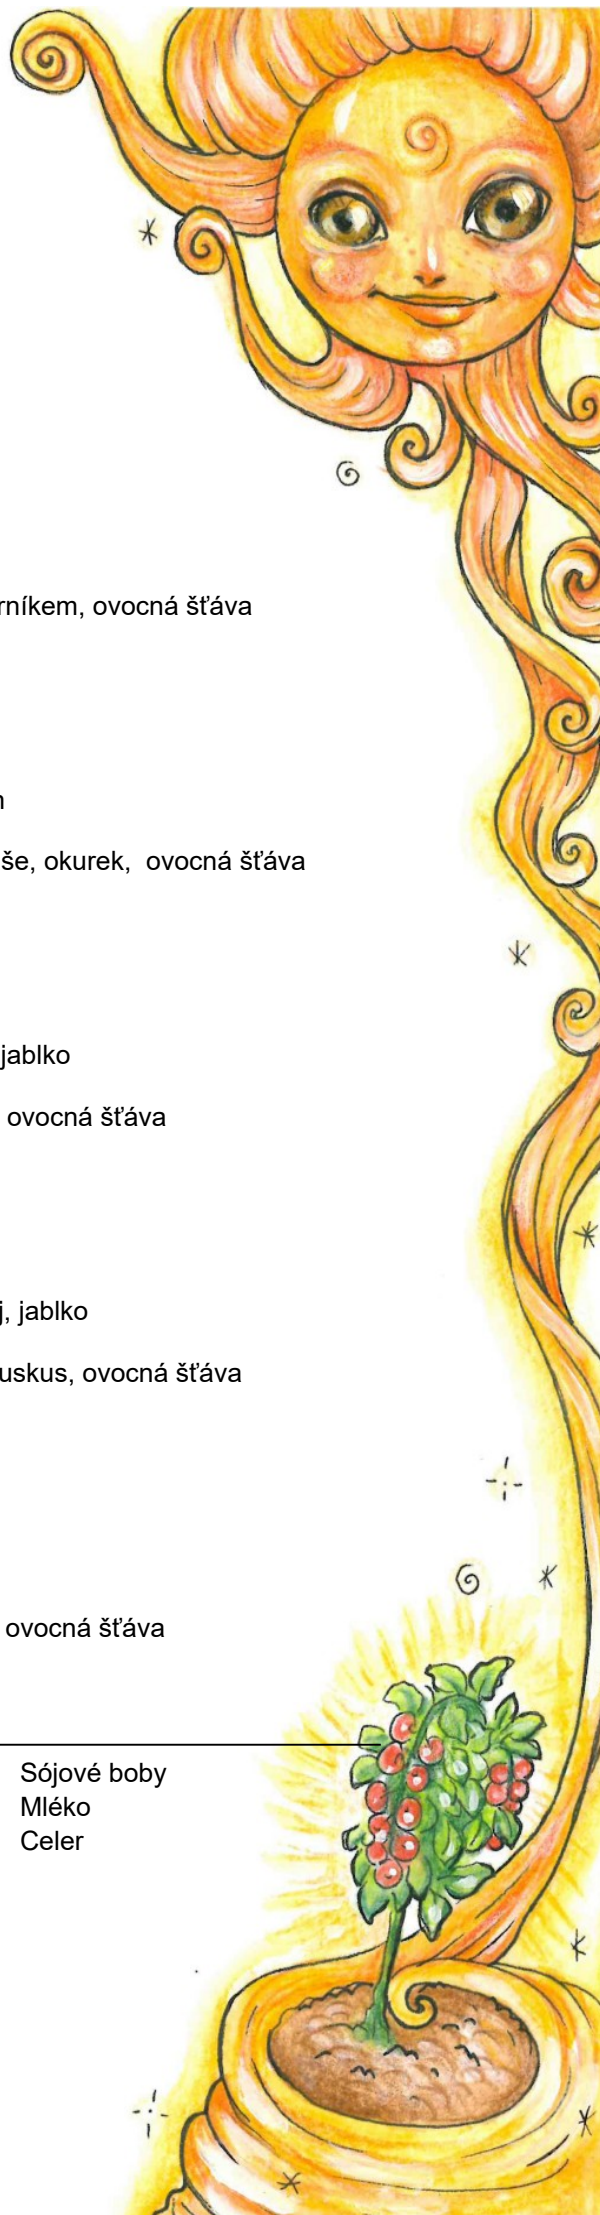 rníkem, ovocná šťáva
še, okurek, ovocná šťáva
jablko
ovocná šťáva
, jablko
uskus, ovocná šťáva
ovocná šťáva
Sójové boby
Mléko
Celer